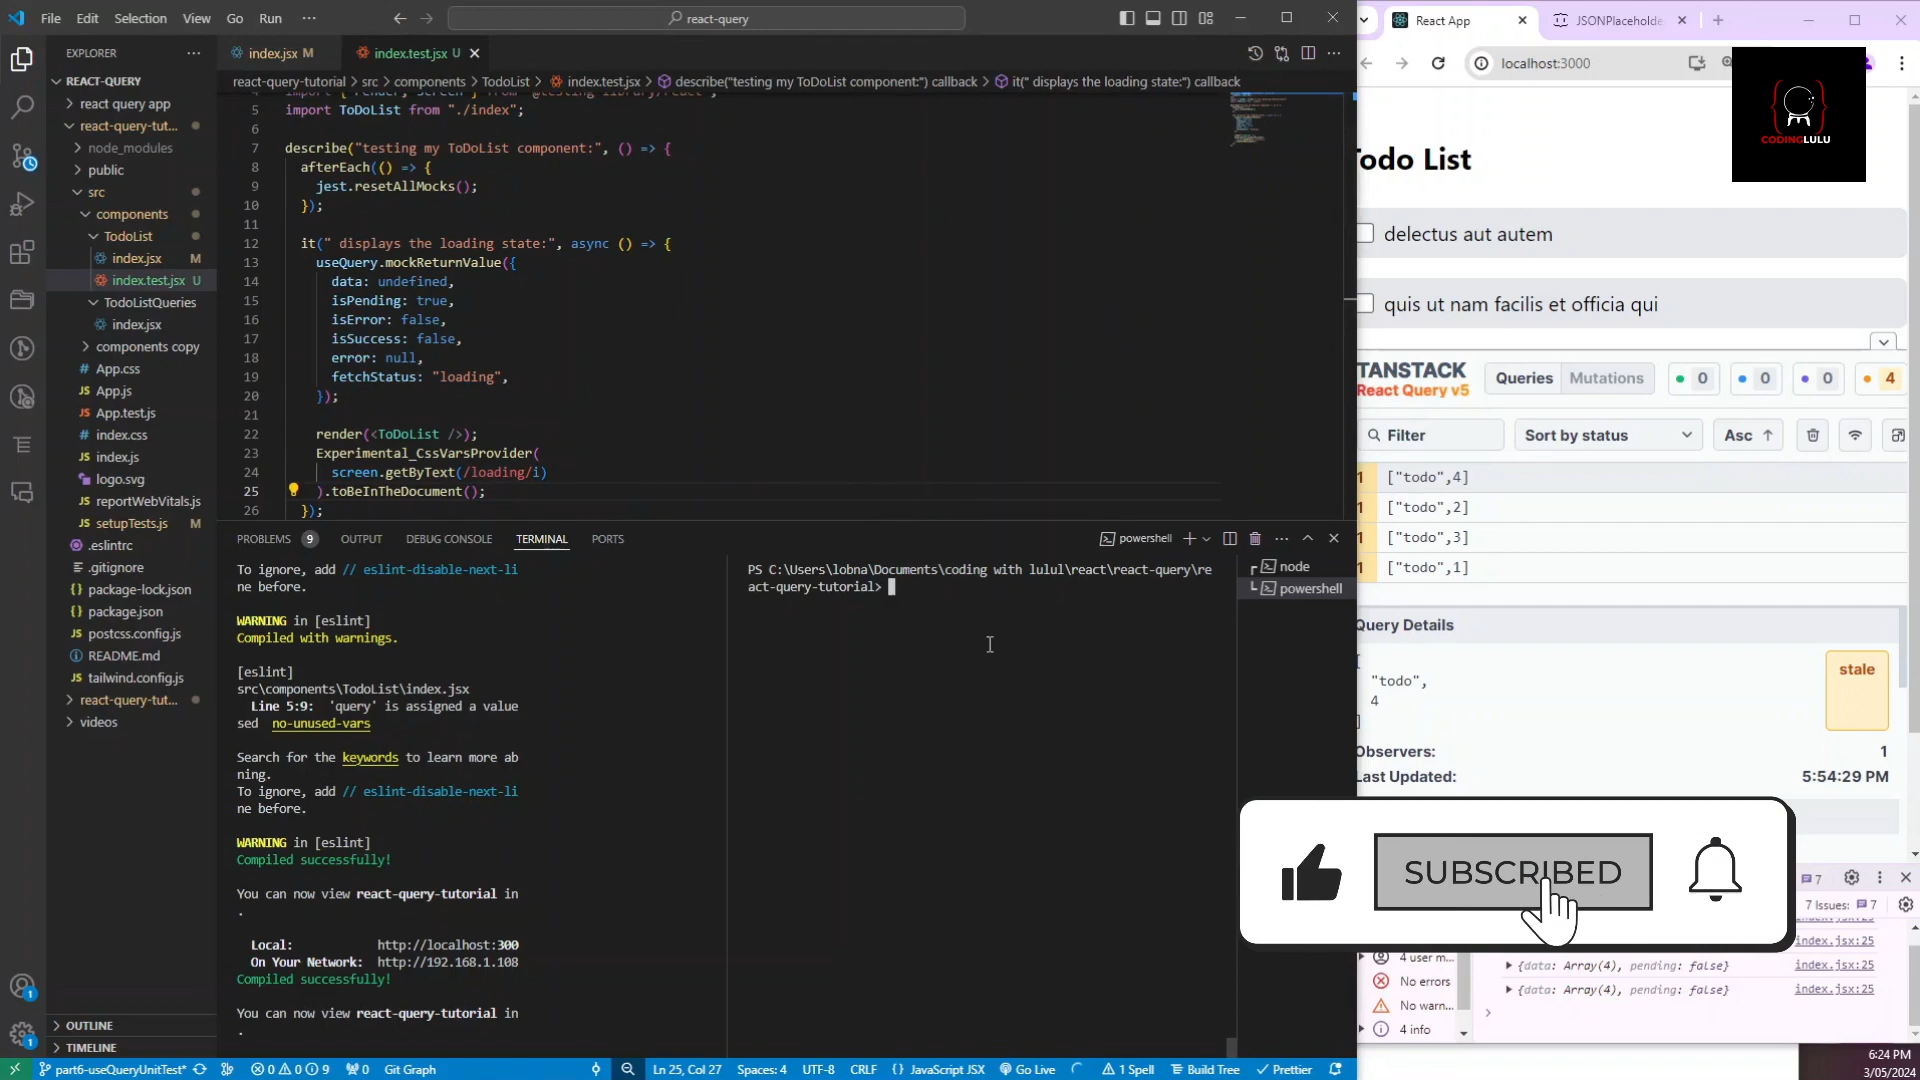 File Edit Selection View Go Run ···
react-query
React App
JSONPlaceholde
localhost:3000
CODINGLULU
EXPLORER
REACT-QUERY
react query app
react-query-tut...
node_modules
public
src
components
TodoList
index.jsx M
index.test.jsx U
TodoListQueries
index.jsx
components copy
App.css
App.js
App.test.js
index.css
index.js
logo.svg
reportWebVitals.js
setupTests.js M
.eslintrc
.gitignore
package-lock.json
package.json
postcss.config.js
README.md
tailwind.config.js
react-query-tut...
videos
OUTLINE
TIMELINE
index.jsx M
index.test.jsx U
react-query-tutorial > src > components > TodoList > index.test.jsx > describe("testing my ToDoList component:") callback > it(" displays the loading state:") callback
5 import ToDoList from "./index";
6
7 describe("testing my ToDoList component:", () => {
8 afterEach(() => {
9 jest.resetAllMocks();
10 });
11
12 it(" displays the loading state:", async () => {
13 useQuery.mockReturnValue({
14 data: undefined,
15 isPending: true,
16 isError: false,
17 isSuccess: false,
18 error: null,
19 fetchStatus: "loading",
20 });
21
22 render(<ToDoList />);
23 Experimental_CssVarsProvider(
24 screen.getByText(/loading/i)
25 ).toBeInTheDocument();
26 });
PROBLEMS 9 OUTPUT DEBUG CONSOLE TERMINAL PORTS
powershell
To ignore, add // eslint-disable-next-li
ne before.
WARNING in [eslint]
Compiled with warnings.
[eslint]
src\components\TodoList\index.jsx
Line 5:9: 'query' is assigned a value
sed no-unused-vars
Search for the keywords to learn more ab
ning.
To ignore, add // eslint-disable-next-li
ne before.
WARNING in [eslint]
Compiled successfully!
You can now view react-query-tutorial in
.
Local: http://localhost:300
On Your Network: http://192.168.1.108
Compiled successfully!
You can now view react-query-tutorial in
.
PS C:\Users\lobna\Documents\coding with lulul\react\react-query\re
act-query-tutorial>
node
powershell
Todo List
delectus aut autem
quis ut nam facilis et officia qui
TANSTACK
React Query v5
Queries Mutations 0 0 0 4
Filter Sort by status Asc ↑
1 ["todo",4]
1 ["todo",2]
1 ["todo",3]
1 ["todo",1]
Query Details
[
"todo",
4
]
stale
Observers: 1
Last Updated: 5:54:29 PM
SUBSCRIBED
7
7 Issues: 7
index.jsx:25
4 user m...
{data: Array(4), pending: false} index.jsx:25
No errors
{data: Array(4), pending: false} index.jsx:25
No warn...
4 info
part6-useQueryUnitTest* 0 0 9 0 Git Graph
Ln 25, Col 27 Spaces: 4 UTF-8 CRLF {} JavaScript JSX Go Live 1 Spell Build Tree Prettier
6:24 PM
3/05/2024